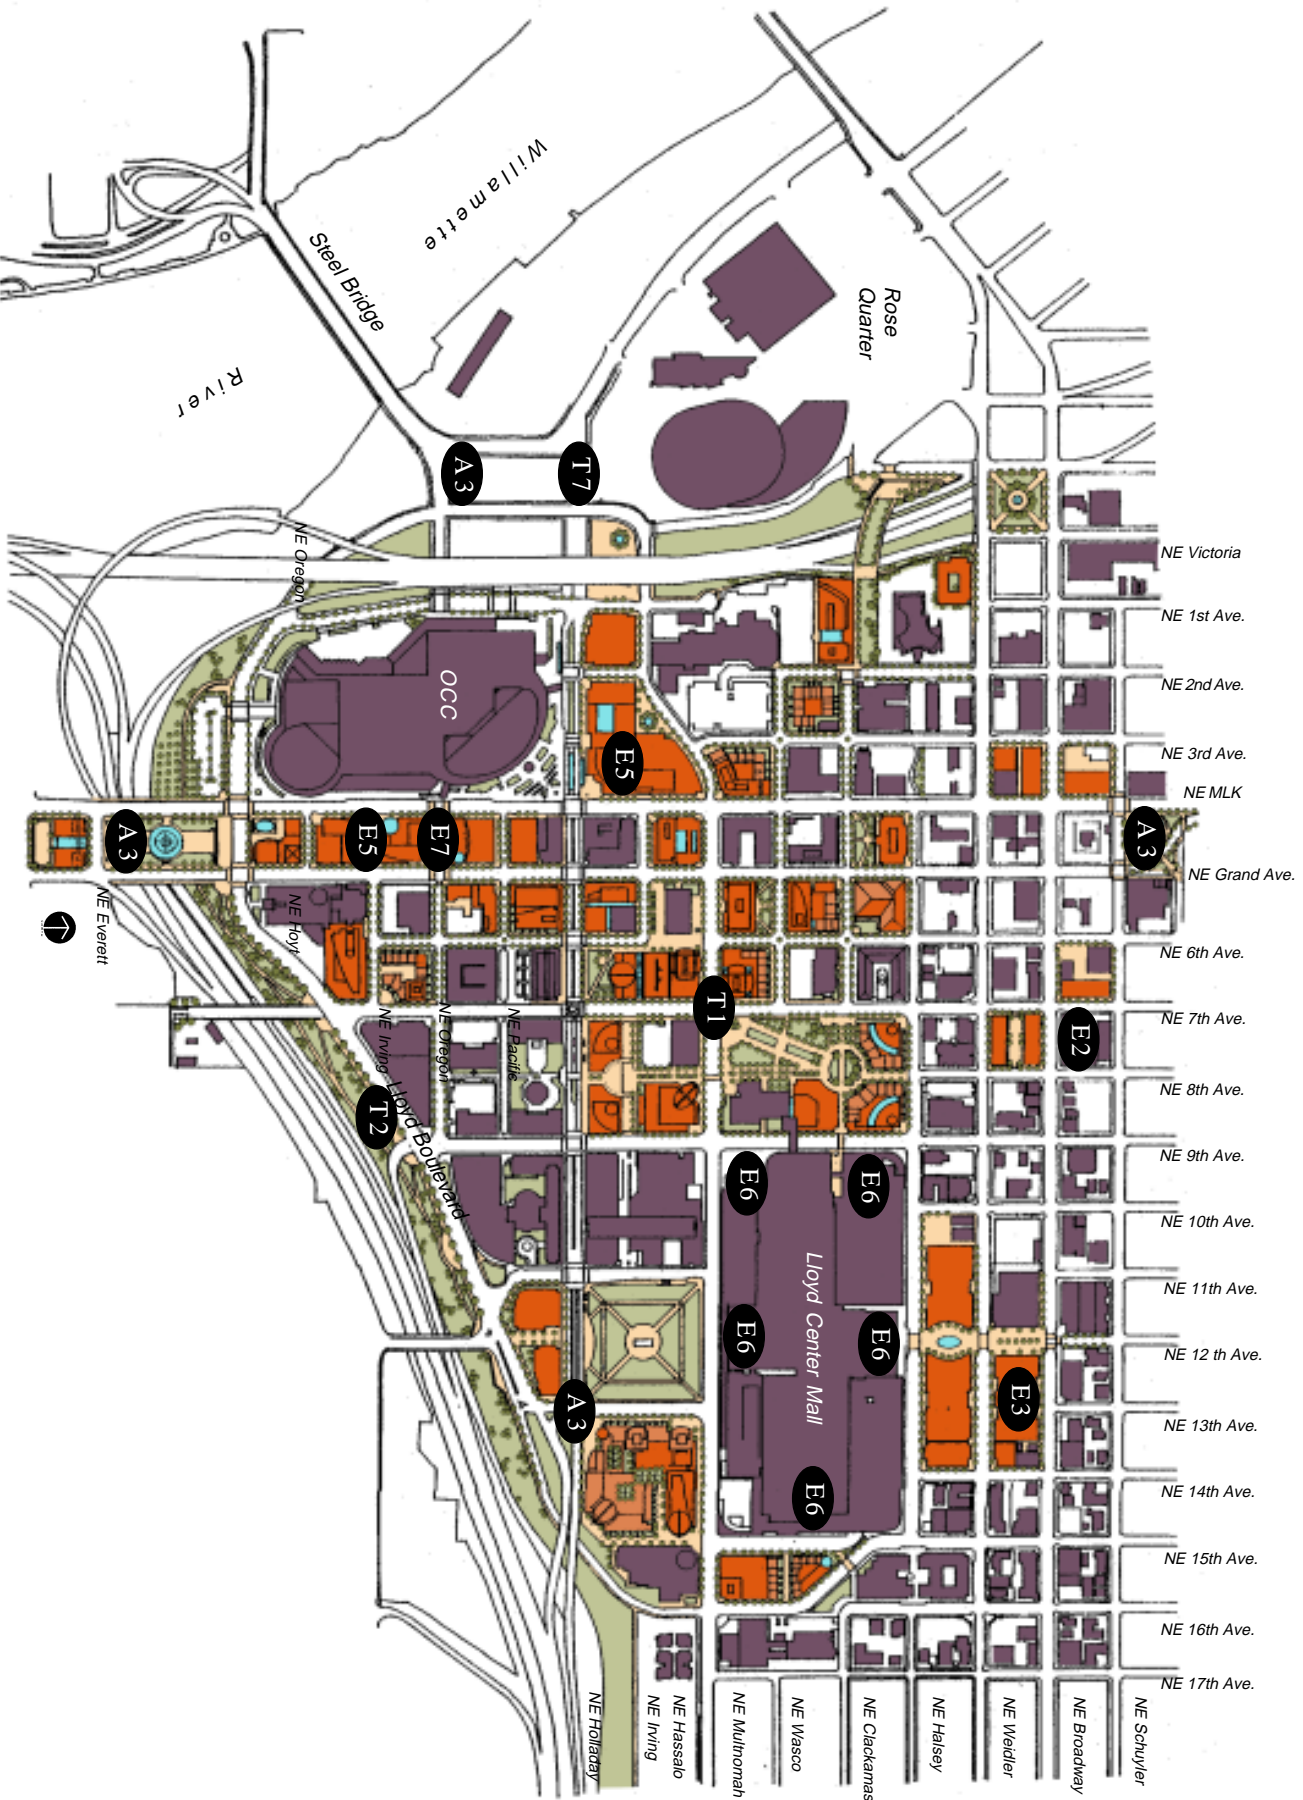 Willamette
Steel Bridge
River
Rose
Quarter
A3
T7
NE Oregon
OCC
E5
A3
E5
E7
A3
NE Victoria
NE 1st Ave.
NE 2nd Ave.
NE 3rd Ave.
NE MLK
NE Grand Ave.
NE 6th Ave.
NE 7th Ave.
NE 8th Ave.
NE 9th Ave.
NE 10th Ave.
NE 11th Ave.
NE 12 th Ave.
NE 13th Ave.
NE 14th Ave.
NE 15th Ave.
NE 16th Ave.
NE 17th Ave.
NE Everett
NE Hoyt
NE Irving
NE Oregon
NE Pacific
T1
E2
T2
Lloyd Boulevard
E6
E6
Lloyd Center Mall
E6
E6
E3
A3
E6
NE Holladay
NE Irving
NE Hassalo
NE Multnomah
NE Wasco
NE Clackamas
NE Halsey
NE Weidler
NE Broadway
NE Schuyler